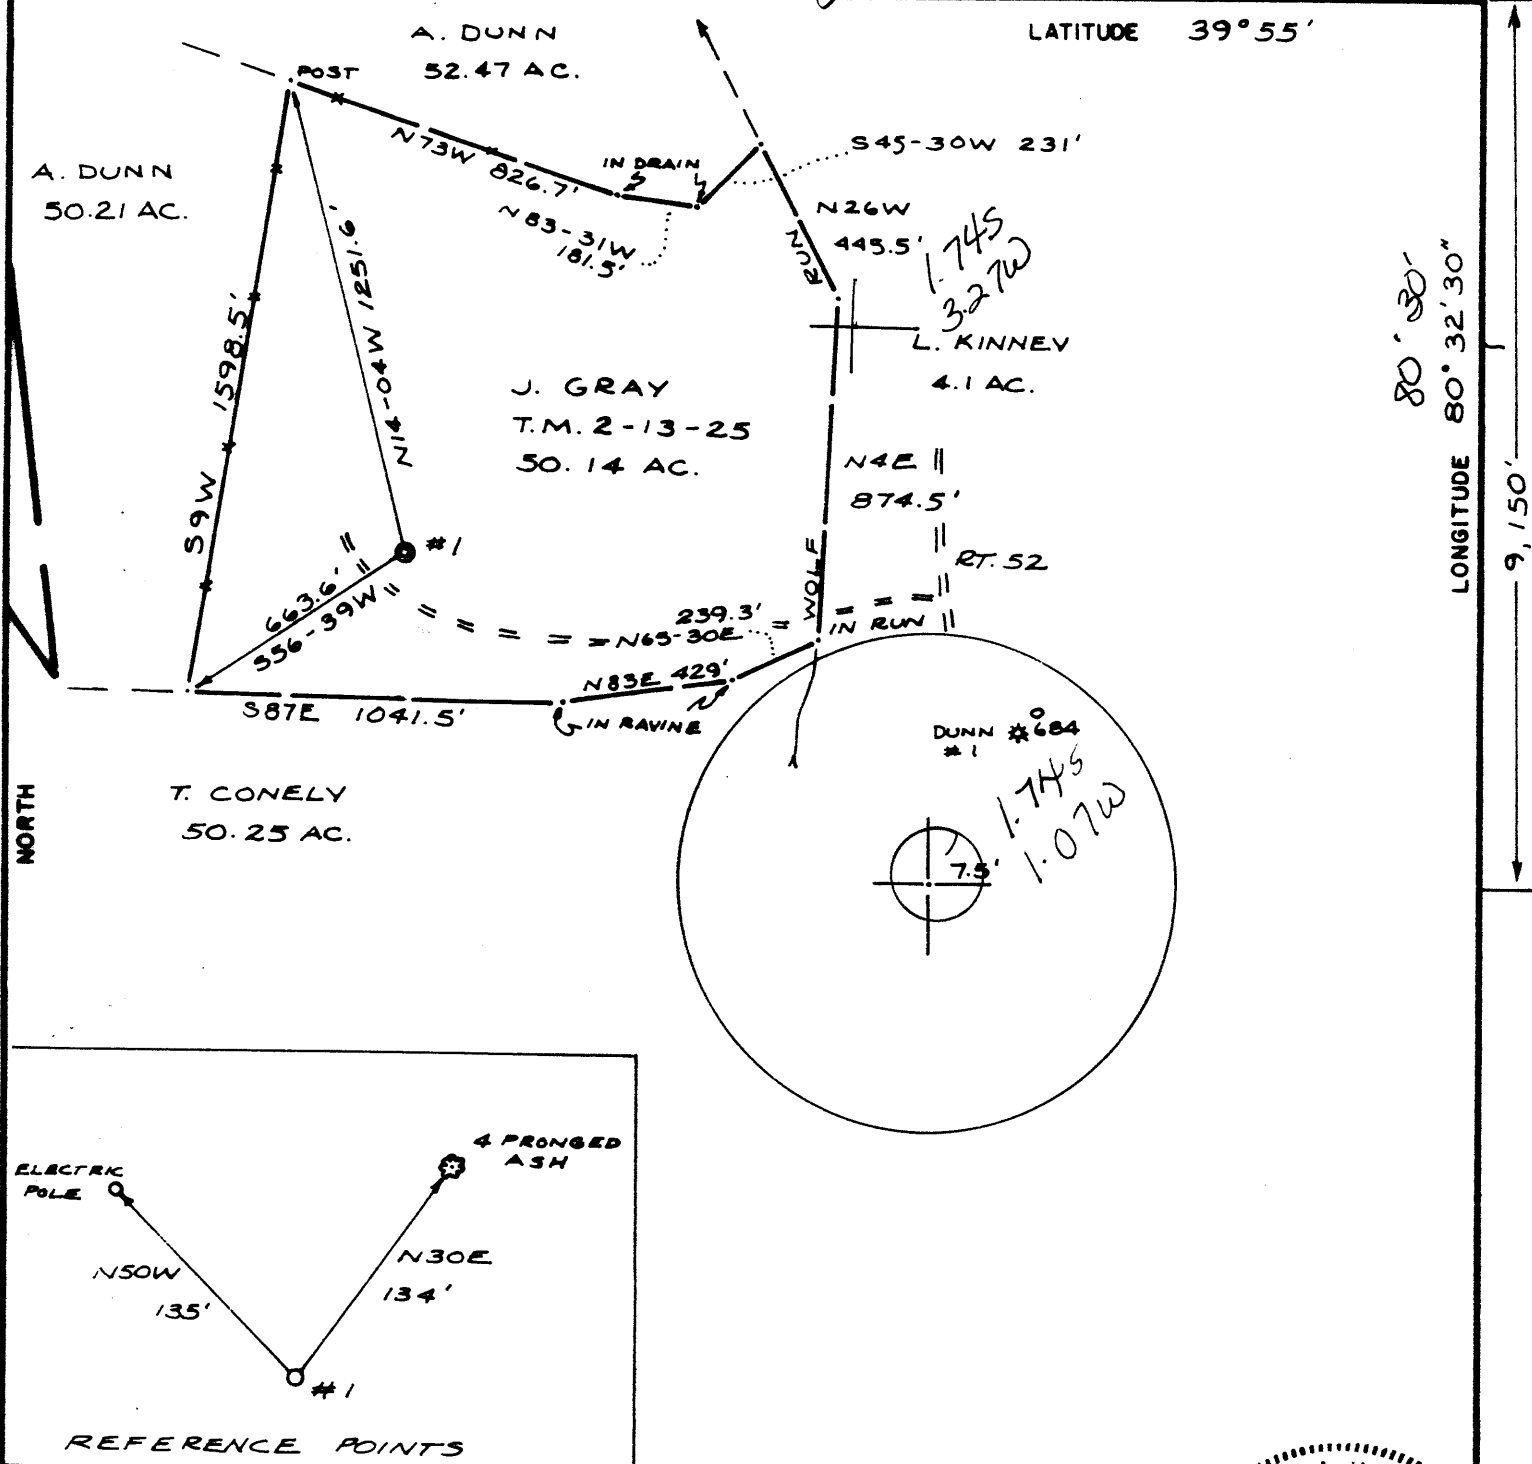 LATITUDE 39°55'
A. DUNN
52.47 AC.
POST
A. DUNN
50.21 AC.
N73W 826.7'
IN DRAIN
S45-30W 231'
N83-31W
181.5'
N26W
445.5'
RUN
1.74S
3.27W
L. KINNEY
4.1 AC.
80° 30'
LONGITUDE 80° 32' 30"
9,150'
S9W 1598.5'
N14-04W 1251.6'
J. GRAY
T.M. 2-13-25
50.14 AC.
N4E
874.5'
WOLF
RT. 52
#1
663.6'
S56-39W
239.3'
N65-30E
IN RUN
N83E 429'
S87E 1041.5'
IN RAVINE
DUNN 684
#1
1.74S
1.07W
7.5'
T. CONELY
50.25 AC.
NORTH
4 PRONGED
ASH
ELECTRIC
POLE
N50W
135'
N30E
134'
#1
REFERENCE POINTS